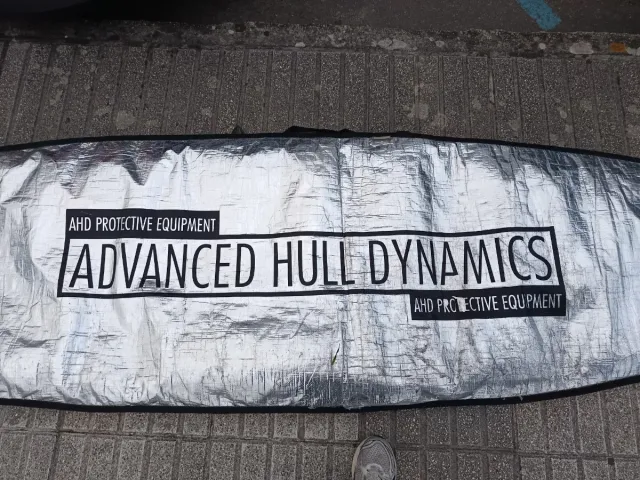 AHD PROTECTIVE EQUIPMENT
ADVANCED HULL DYNAMICS
AHD PROTECTIVE EQUIPMENT